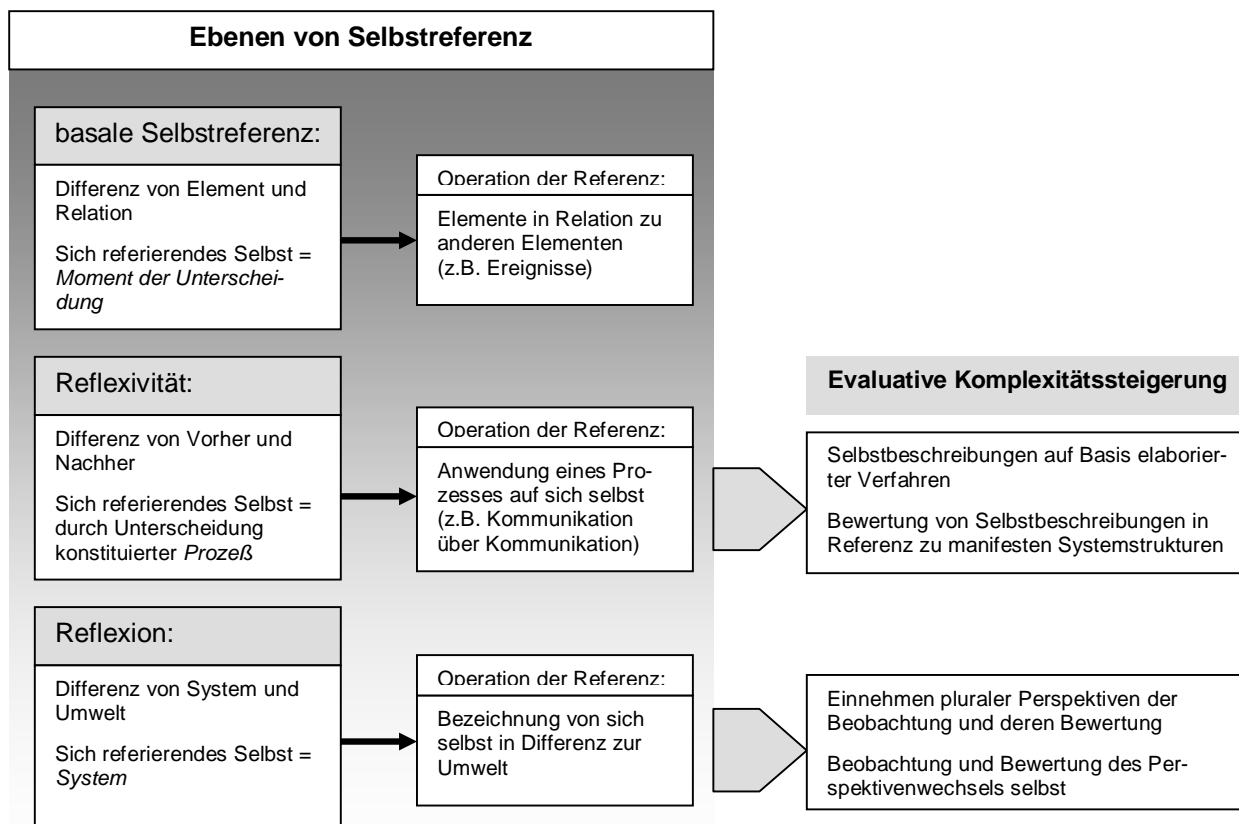 Ebenen von Selbstreferenz
basale Selbstreferenz:
Differenz von Element und
Relation
Sich referierendes Selbst =
Moment der Unterschei-
dung
Operation der Referenz:
Elemente in Relation zu
anderen Elementen
(z.B. Ereignisse)
Reflexivität:
Differenz von Vorher und
Nachher
Sich referierendes Selbst =
durch Unterscheidung
konstituierter Prozeß
Operation der Referenz:
Anwendung eines Pro-
zesses auf sich selbst
(z.B. Kommunikation
über Kommunikation)
Evaluative Komplexitätssteigerung
Selbstbeschreibungen auf Basis elaborier-
ter Verfahren
Bewertung von Selbstbeschreibungen in
Referenz zu manifesten Systemstrukturen
Reflexion:
Differenz von System und
Umwelt
Sich referierendes Selbst =
System
Operation der Referenz:
Bezeichnung von sich
selbst in Differenz zur
Umwelt
Einnehmen pluraler Perspektiven der
Beobachtung und deren Bewertung
Beobachtung und Bewertung des Per-
spektivenwechsels selbst